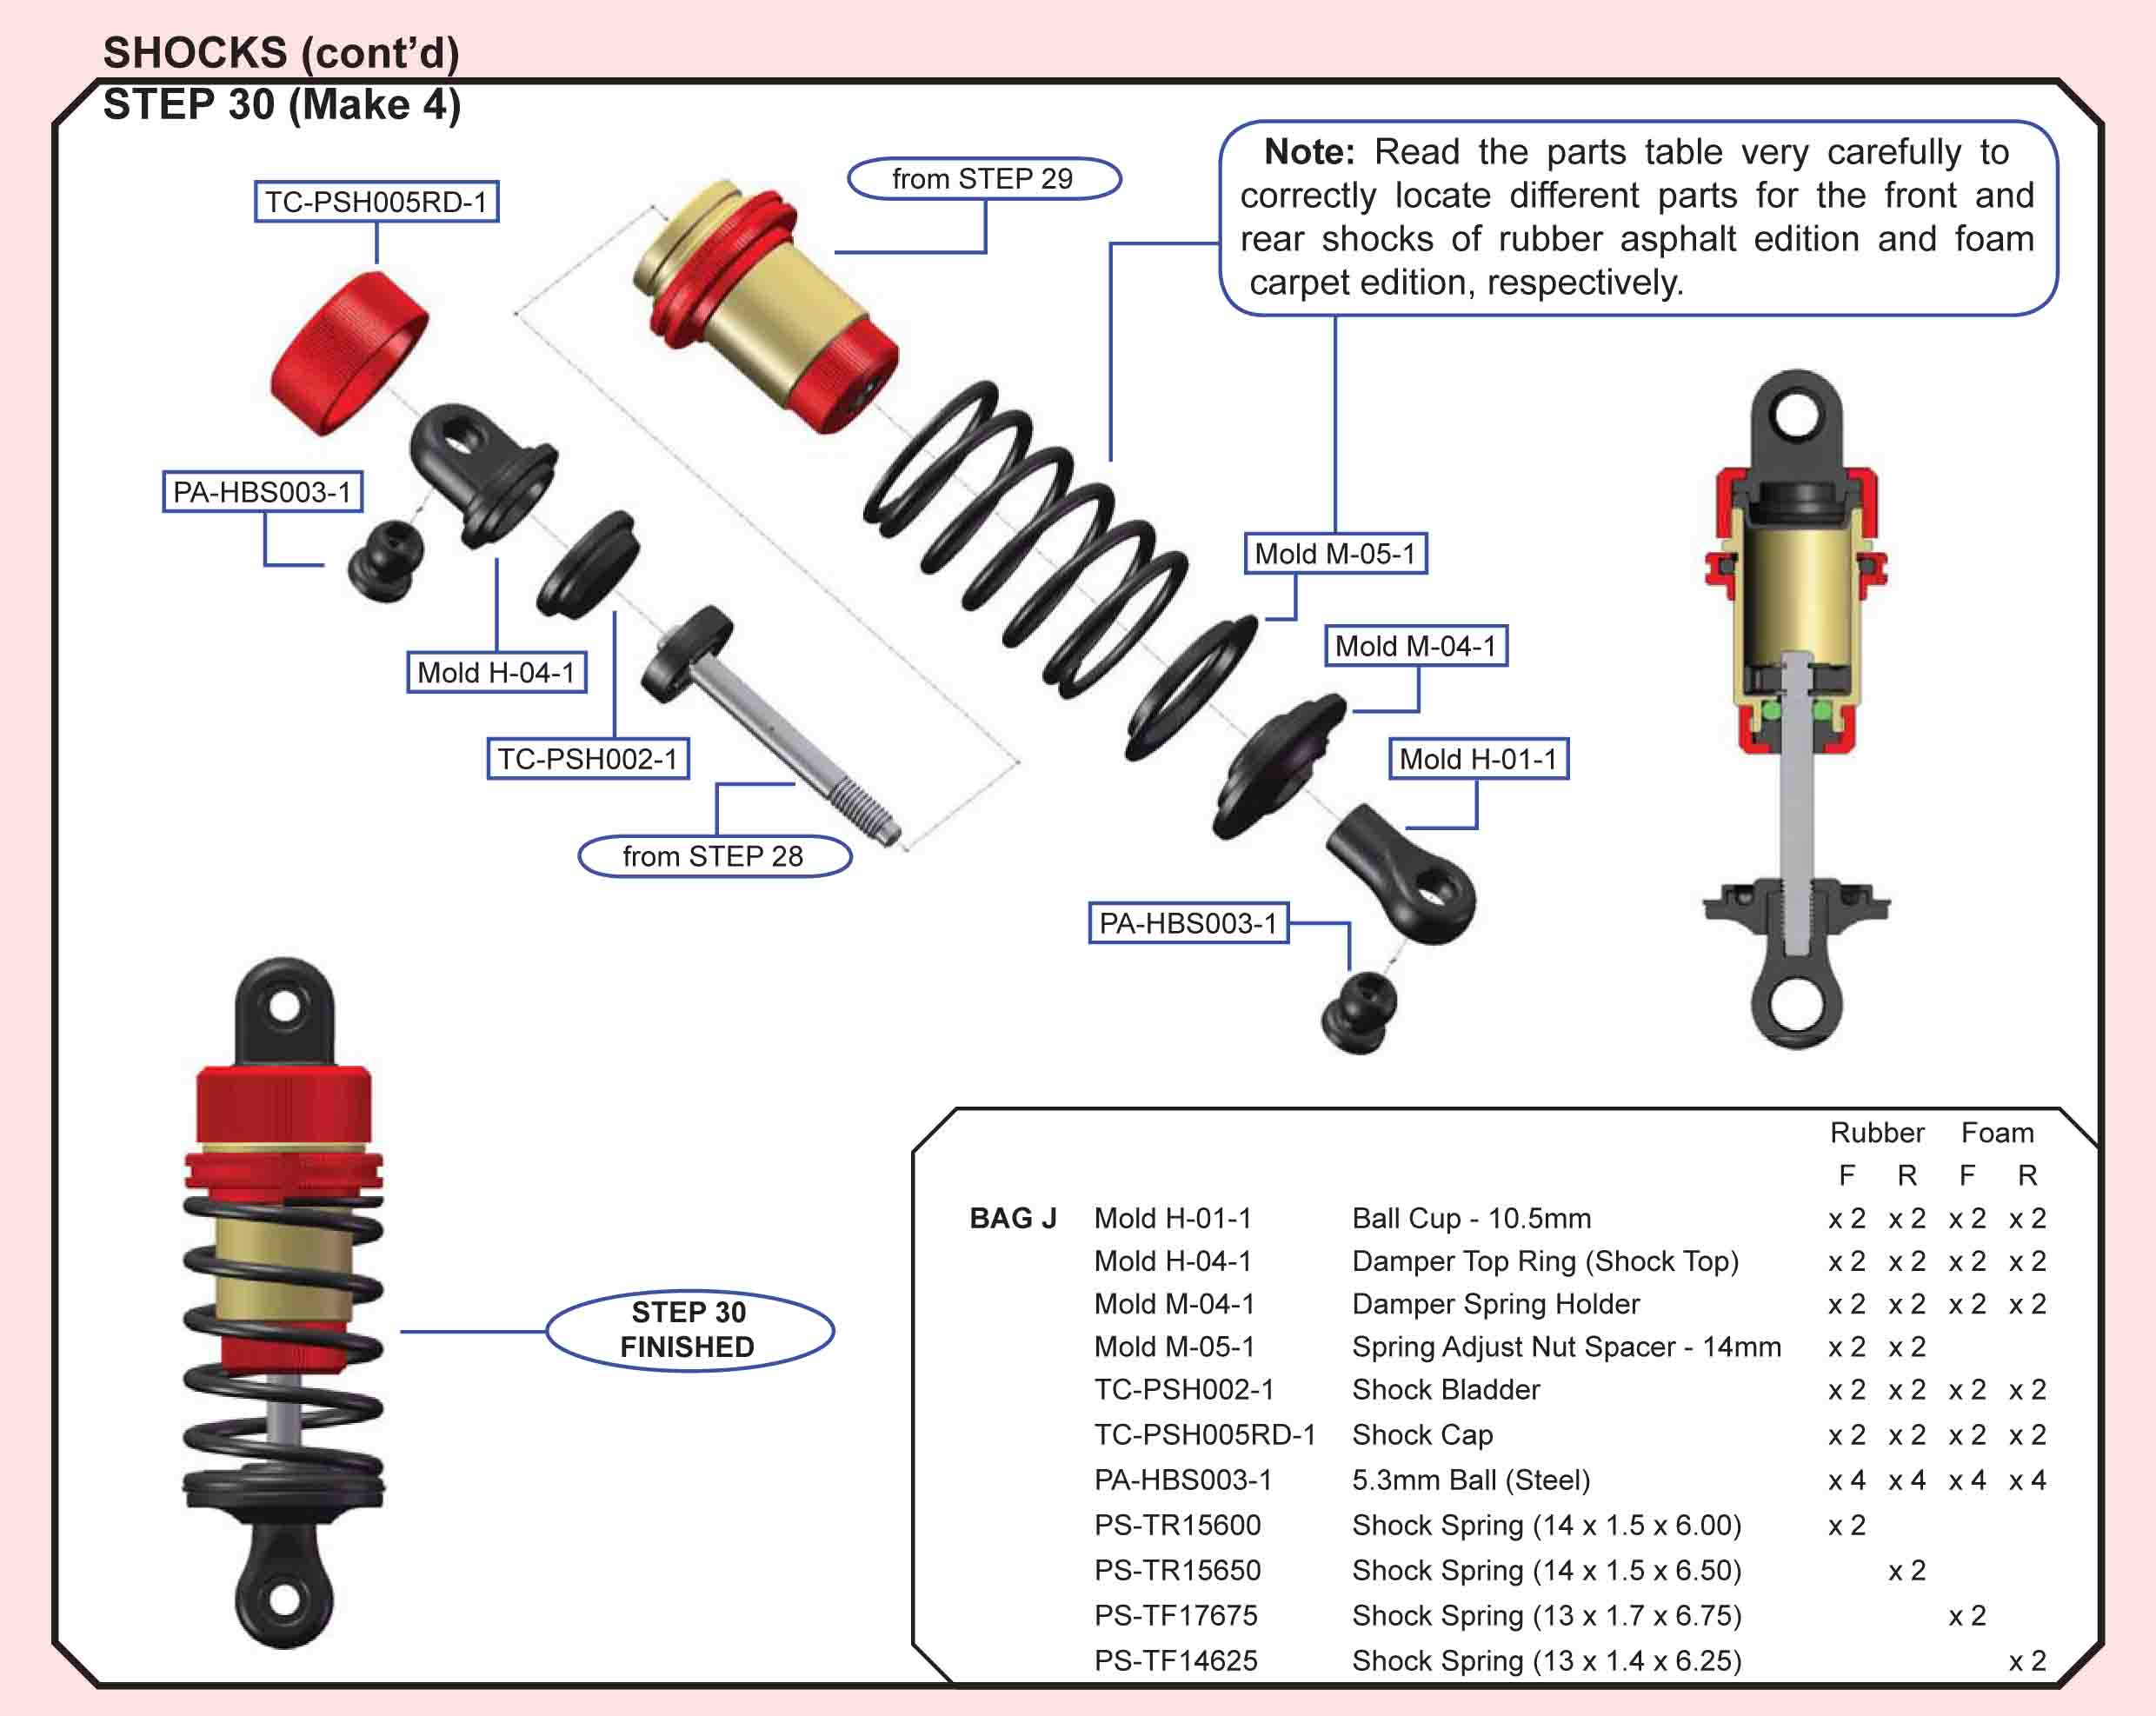 SHOCKS (cont’d)
STEP 30 (Make 4)
from STEP 29
Note: Read the parts table very carefully to
correctly locate different parts for the front and
rear shocks of rubber asphalt edition and foam
carpet edition, respectively.
TC-PSH005RD-1
PA-HBS003-1
Mold H-04-1
TC-PSH002-1
from STEP 28
Mold M-05-1
Mold M-04-1
Mold H-01-1
PA-HBS003-1
STEP 30
FINISHED
Rubber Foam
F R F R
BAG J Mold H-01-1 Ball Cup - 10.5mm x 2 x 2 x 2 x 2
Mold H-04-1 Damper Top Ring (Shock Top) x 2 x 2 x 2 x 2
Mold M-04-1 Damper Spring Holder x 2 x 2 x 2 x 2
Mold M-05-1 Spring Adjust Nut Spacer - 14mm x 2 x 2
TC-PSH002-1 Shock Bladder x 2 x 2 x 2 x 2
TC-PSH005RD-1 Shock Cap x 2 x 2 x 2 x 2
PA-HBS003-1 5.3mm Ball (Steel) x 4 x 4 x 4 x 4
PS-TR15600 Shock Spring (14 x 1.5 x 6.00) x 2
PS-TR15650 Shock Spring (14 x 1.5 x 6.50) x 2
PS-TF17675 Shock Spring (13 x 1.7 x 6.75) x 2
PS-TF14625 Shock Spring (13 x 1.4 x 6.25) x 2